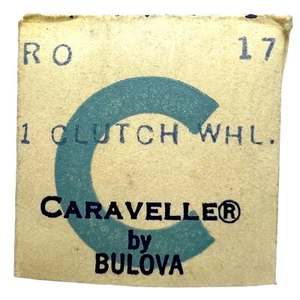 RO 17
1 CLUTCH WHL.
CARAVELLE®
by
BULOVA